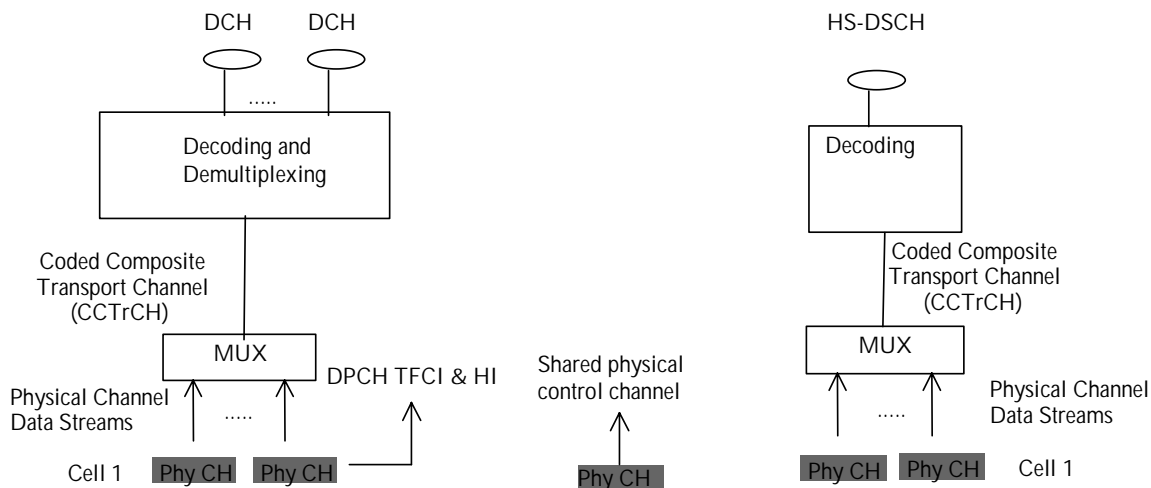 DCH DCH HS-DSCH
.....
Decoding and
Demultiplexing
Decoding
Coded Composite
Transport Channel
(CCTrCH)
Coded Composite
Transport Channel
(CCTrCH)
MUX
MUX
DPCH TFCI & HI
Shared physical
control channel
Physical Channel
Data Streams
.....
.....
Physical Channel
Data Streams
Cell 1 Phy CH Phy CH
Phy CH
Phy CH Phy CH Cell 1